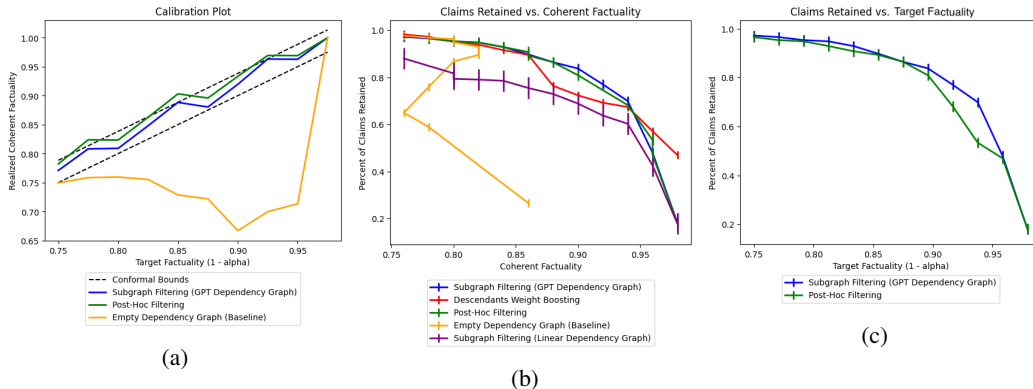 Calibration Plot
Realized Coherent Factuality
1.00
0.95
0.90
0.85
0.80
0.75
0.70
0.65
0.75
0.80
0.85
0.90
0.95
Target Factuality (1 - alpha)
Conformal Bounds
Subgraph Filtering (GPT Dependency Graph)
Post-Hoc Filtering
Empty Dependency Graph (Baseline)
(a)
Claims Retained vs. Coherent Factuality
Percent of Claims Retained
1.0
0.8
0.6
0.4
0.2
0.75
0.80
0.85
0.90
0.95
Coherent Factuality
Subgraph Filtering (GPT Dependency Graph)
Descendants Weight Boosting
Post-Hoc Filtering
Empty Dependency Graph (Baseline)
Subgraph Filtering (Linear Dependency Graph)
(b)
Claims Retained vs. Target Factuality
Percent of Claims Retained
1.0
0.8
0.6
0.4
0.2
0.75
0.80
0.85
0.90
0.95
Target Factuality (1 - alpha)
Subgraph Filtering (GPT Dependency Graph)
Post-Hoc Filtering
(c)